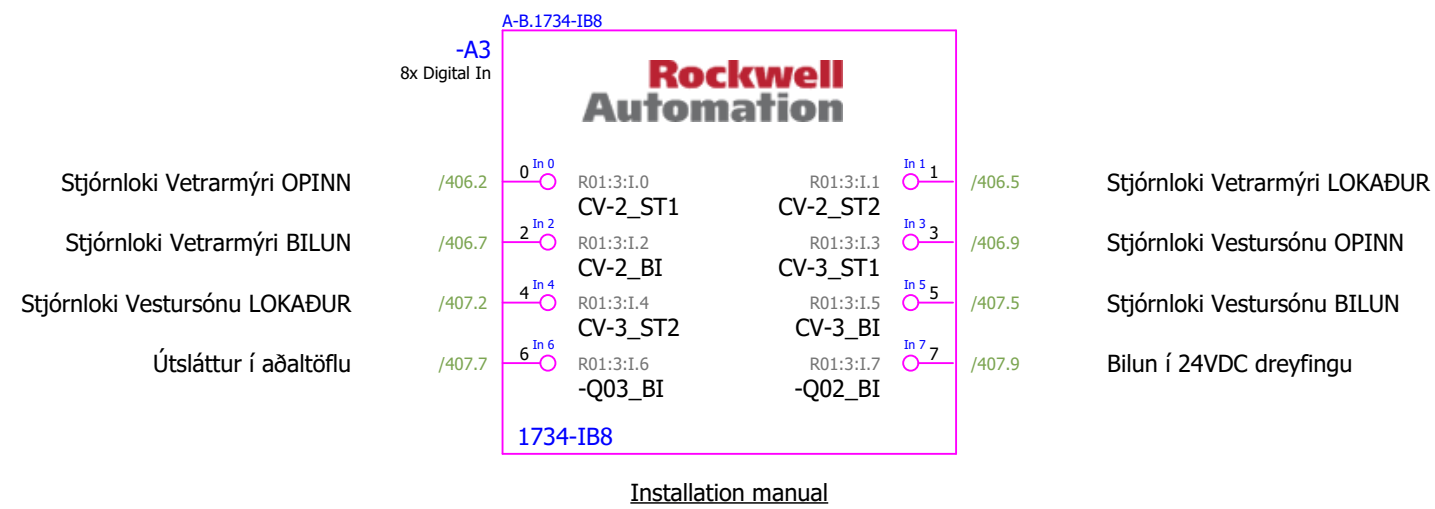 A-B.1734-IB8
-A3
8x Digital In
Rockwell
Automation
Stjórnloki Vetrarmýri OPINN /406.2 0 In 0 R01:3:I.0 R01:3:I.1 In 1 1 /406.5 Stjórnloki Vetrarmýri LOKAÐUR
CV-2_ST1 CV-2_ST2
Stjórnloki Vetrarmýri BILUN /406.7 2 In 2 R01:3:I.2 R01:3:I.3 In 3 3 /406.9 Stjórnloki Vestursónu OPINN
CV-2_BI CV-3_ST1
Stjórnloki Vestursónu LOKAÐUR /407.2 4 In 4 R01:3:I.4 R01:3:I.5 In 5 5 /407.5 Stjórnloki Vestursónu BILUN
CV-3_ST2 CV-3_BI
Útsláttur í aðaltöflu /407.7 6 In 6 R01:3:I.6 R01:3:I.7 In 7 7 /407.9 Bilun í 24VDC dreyfingu
-Q03_BI -Q02_BI
1734-IB8
Installation manual